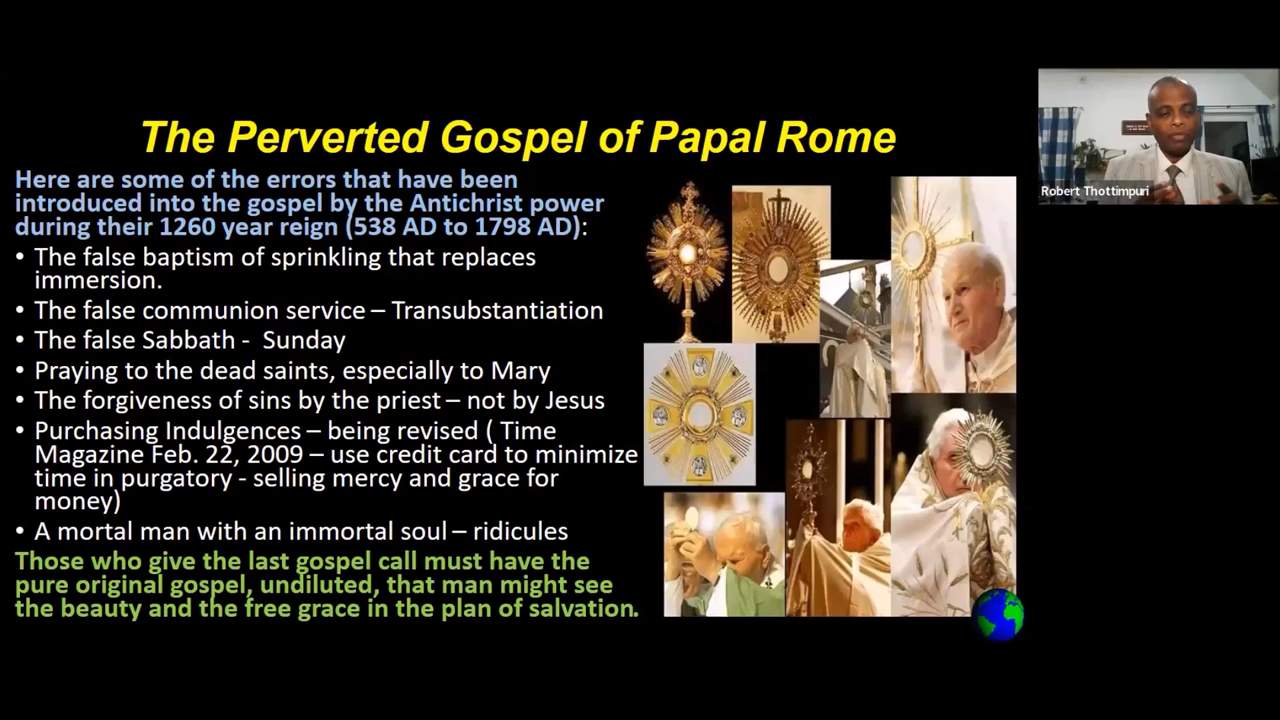 The Perverted Gospel of Papal Rome
Here are some of the errors that have been
introduced into the gospel by the Antichrist power
during their 1260 year reign (538 AD to 1798 AD):
• The false baptism of sprinkling that replaces
immersion.
• The false communion service – Transubstantiation
• The false Sabbath - Sunday
• Praying to the dead saints, especially to Mary
• The forgiveness of sins by the priest – not by Jesus
• Purchasing Indulgences – being revised ( Time
Magazine Feb. 22, 2009 – use credit card to minimize
time in purgatory - selling mercy and grace for
money)
• A mortal man with an immortal soul – ridicules
Those who give the last gospel call must have the
pure original gospel, undiluted, that man might see
the beauty and the free grace in the plan of salvation.
Robert Thottimpuri